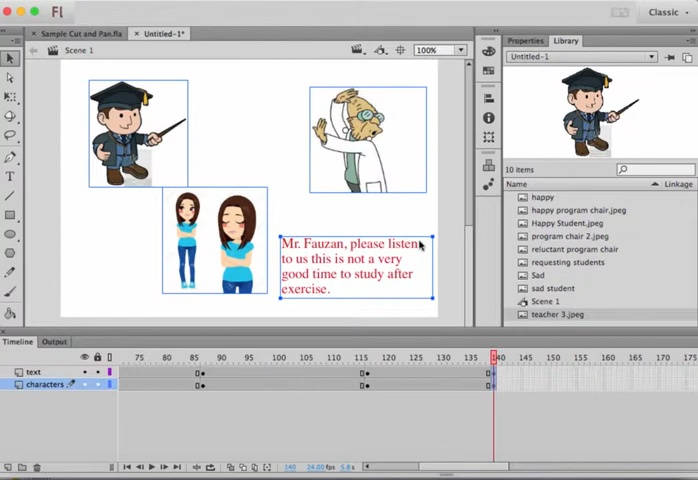 Fl
Classic
Sample Cut and Pan.fla
Untitled-1*
Scene 1
100%
Properties
Library
Untitled-1
10 items
Name
Linkage
happy
happy program chair.jpeg
Happy Student.jpeg
program chair 2.jpeg
reluctant program chair
requesting students
Sad
sad student
Scene 1
teacher 3.jpeg
Mr. Fauzan, please listen
to us this is not a very
good time to study after
exercise.
Timeline
Output
75 80 85 90 95 100 105 110 115 120 125 130 135 140 145 150 155 160 165 170 175
text
characters
140 24.00 fps 5.8 s